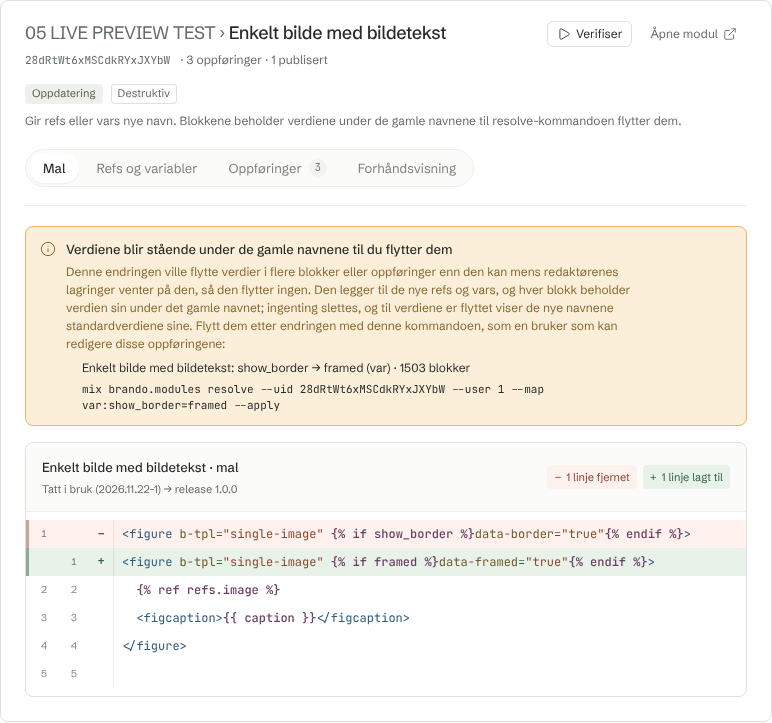 05 LIVE PREVIEW TEST › Enkelt bilde med bildetekst
Verifiser
Åpne modul
28dRtWt6xMSCdkRYxJXYbW · 3 oppføringer · 1 publisert
Oppdatering
Destruktiv
Gir refs eller vars nye navn. Blokkene beholder verdiene under de gamle navnene til resolve-kommandoen flytter dem.
Mal
Refs og variabler
Oppføringer 3
Forhåndsvisning
Verdiene blir stående under de gamle navnene til du flytter dem
Denne endringen ville flytte verdier i flere blokker eller oppføringer enn den kan mens redaktørenes
lagringer venter på den, så den flytter ingen. Den legger til de nye refs og vars, og hver blokk beholder
verdien sin under det gamle navnet; ingenting slettes, og til verdiene er flyttet viser de nye navnene
standardverdiene sine. Flytt dem etter endringen med denne kommandoen, som en bruker som kan
redigere disse oppføringene:
Enkelt bilde med bildetekst: show_border → framed (var) · 1503 blokker
mix brando.modules resolve --uid 28dRtWt6xMSCdkRYxJXYbW --user 1 --map
var:show_border=framed --apply
Enkelt bilde med bildetekst · mal
Tatt i bruk (2026.11.22-1) → release 1.0.0
− 1 linje fjernet
+ 1 linje lagt til
1 − <figure b-tpl="single-image" {% if show_border %}data-border="true"{% endif %}>
1 + <figure b-tpl="single-image" {% if framed %}data-framed="true"{% endif %}>
2 2 {% ref refs.image %}
3 3 <figcaption>{{ caption }}</figcaption>
4 4 </figure>
5 5